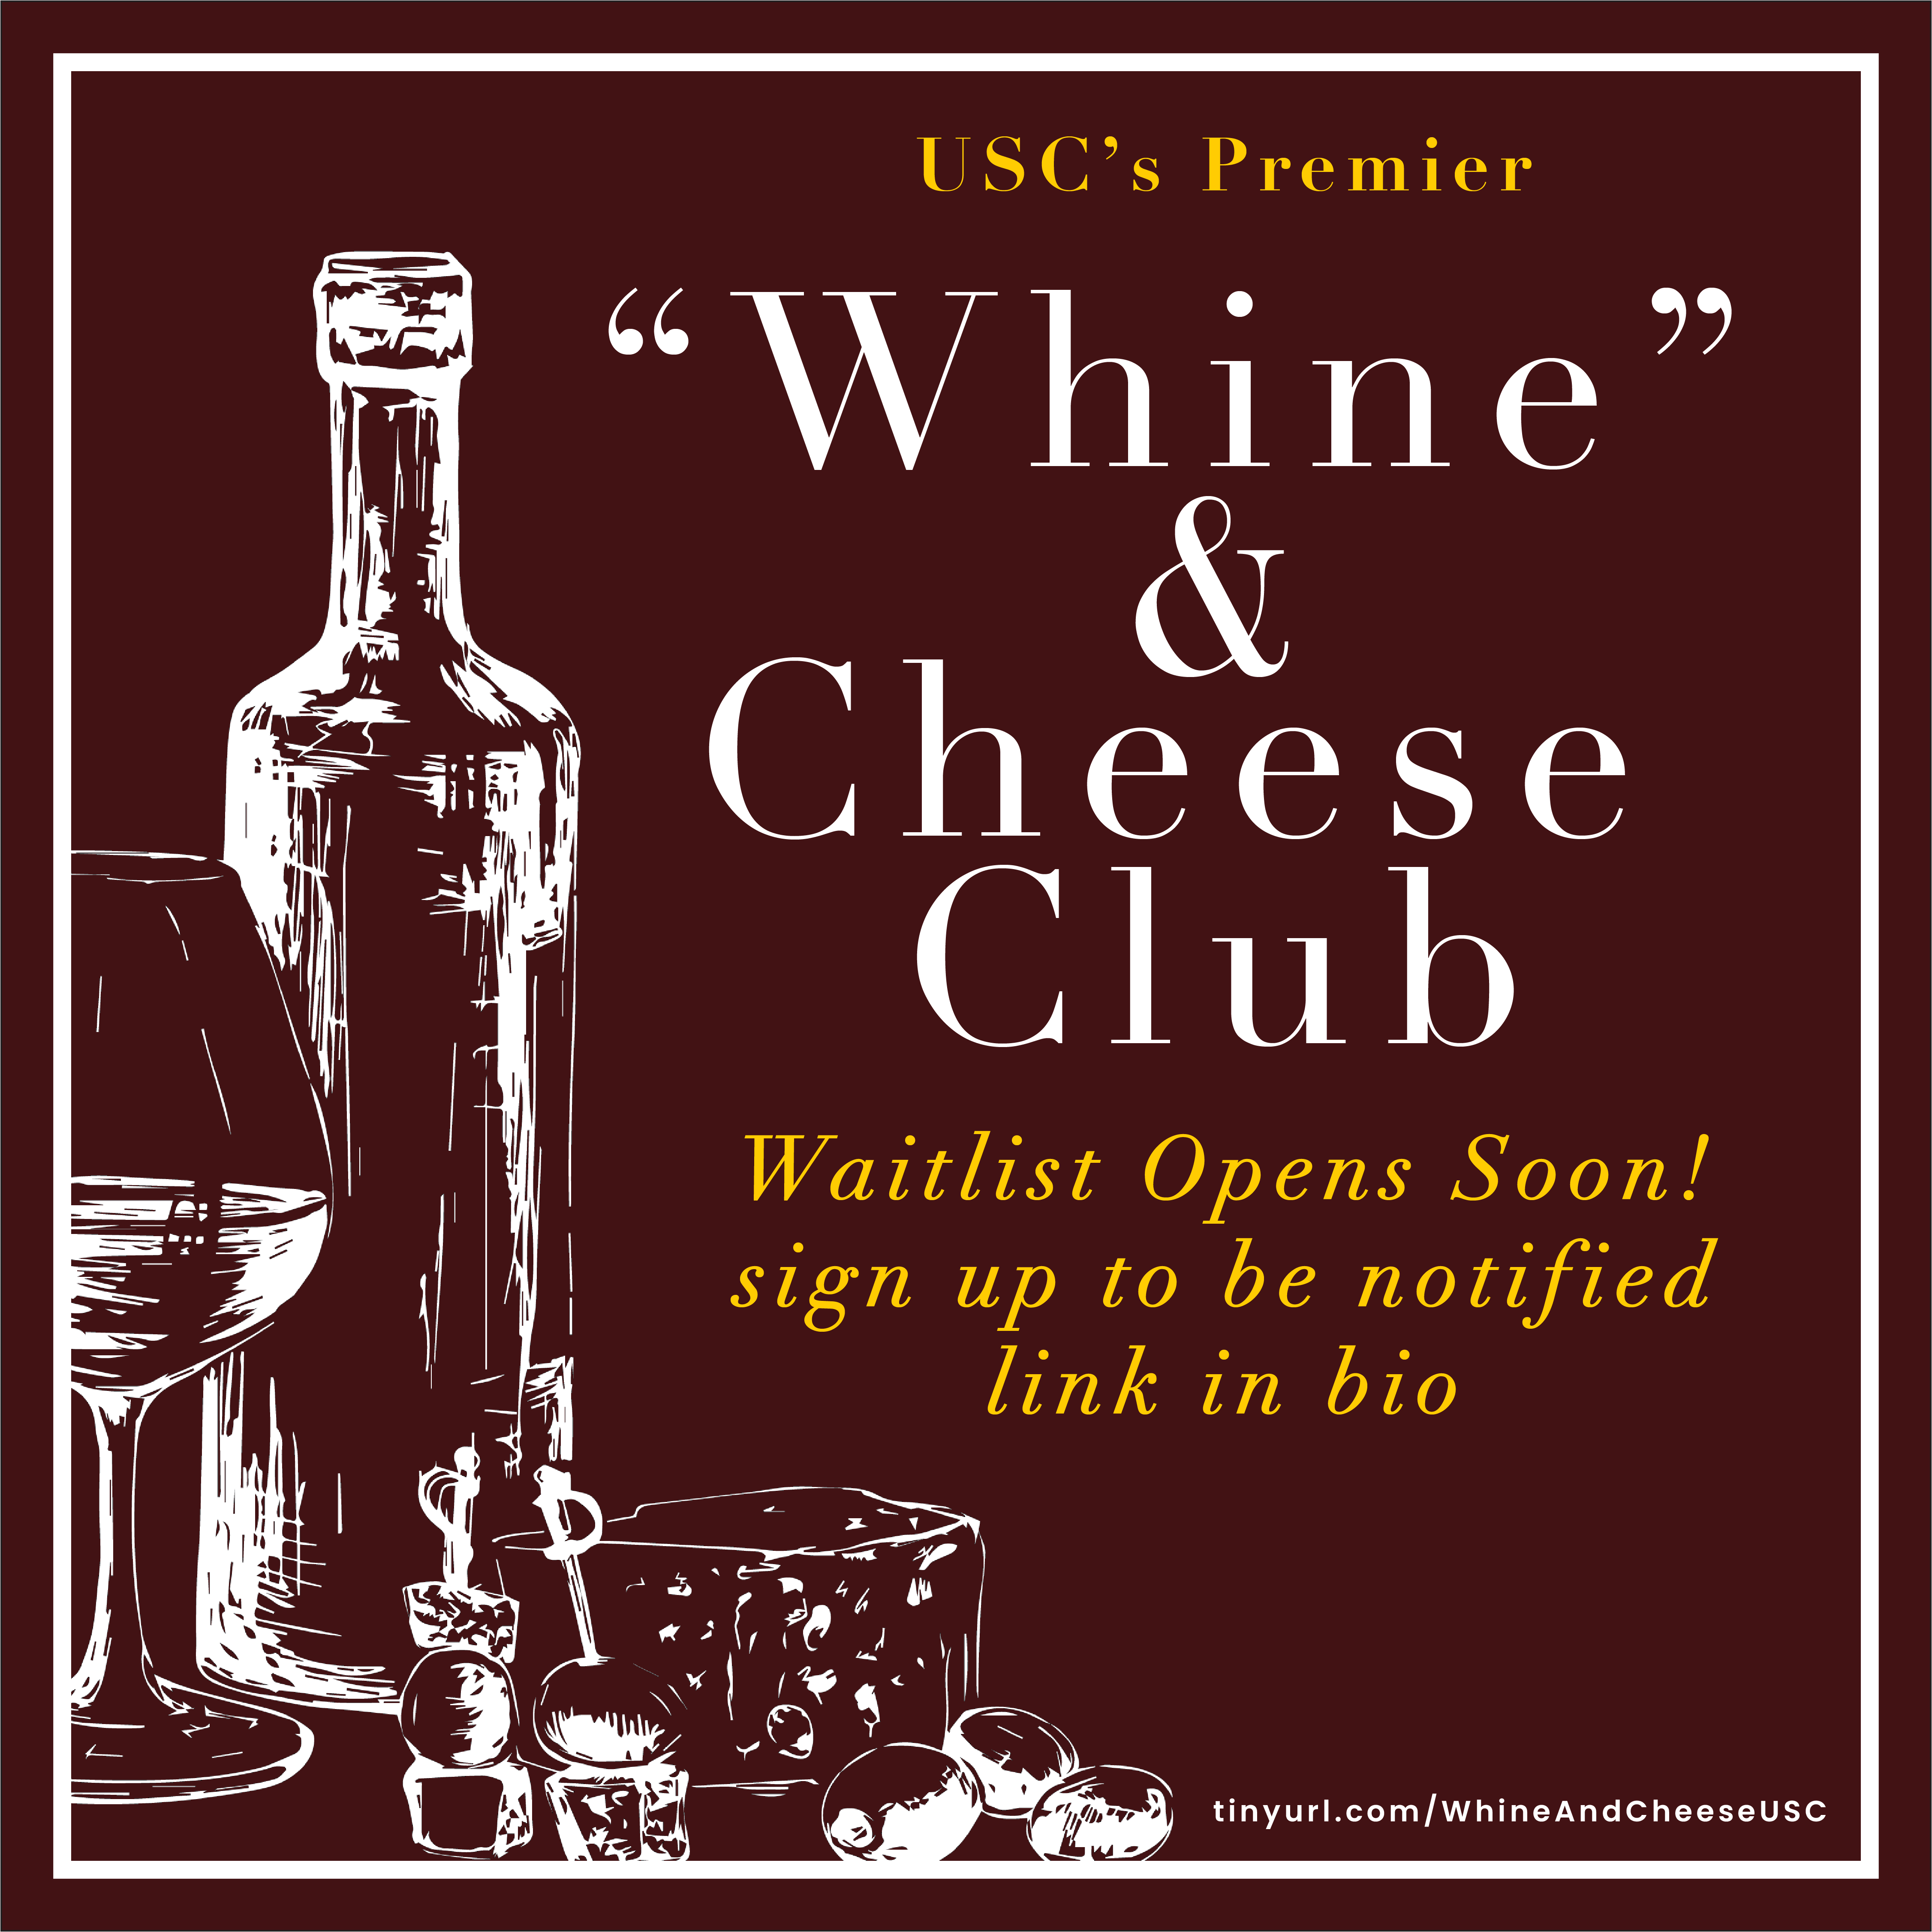 USC’s Premier
“Whine”
&
Cheese
Club
Waitlist Opens Soon!
sign up to be notified
link in bio
tinyurl.com/WhineAndCheeseUSC